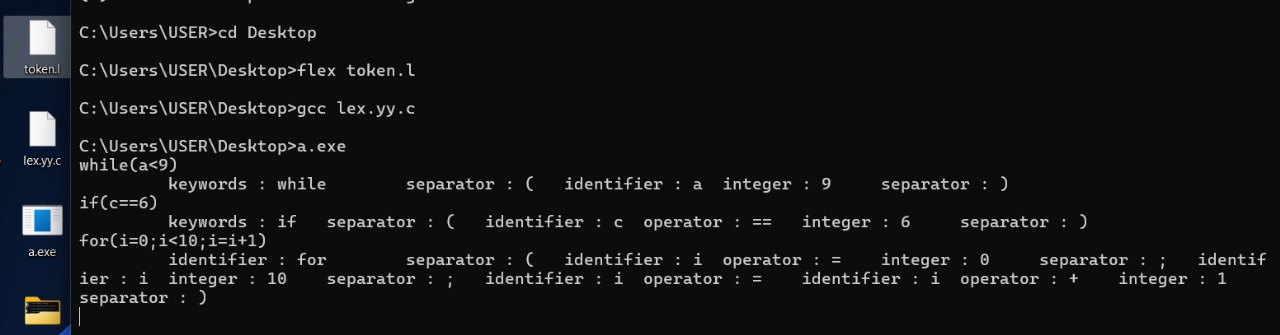 token.l
lex.yy.c
a.exe
C:\Users\USER>cd Desktop
C:\Users\USER\Desktop>flex token.l
C:\Users\USER\Desktop>gcc lex.yy.c
C:\Users\USER\Desktop>a.exe
while(a<9)
keywords : while separator : ( identifier : a integer : 9 separator : )
if(c==6)
keywords : if separator : ( identifier : c operator : == integer : 6 separator : )
for(i=0;i<10;i=i+1)
identifier : for separator : ( identifier : i operator : = integer : 0 separator : ; identif
ier : i integer : 10 separator : ; identifier : i operator : = identifier : i operator : + integer : 1
separator : )